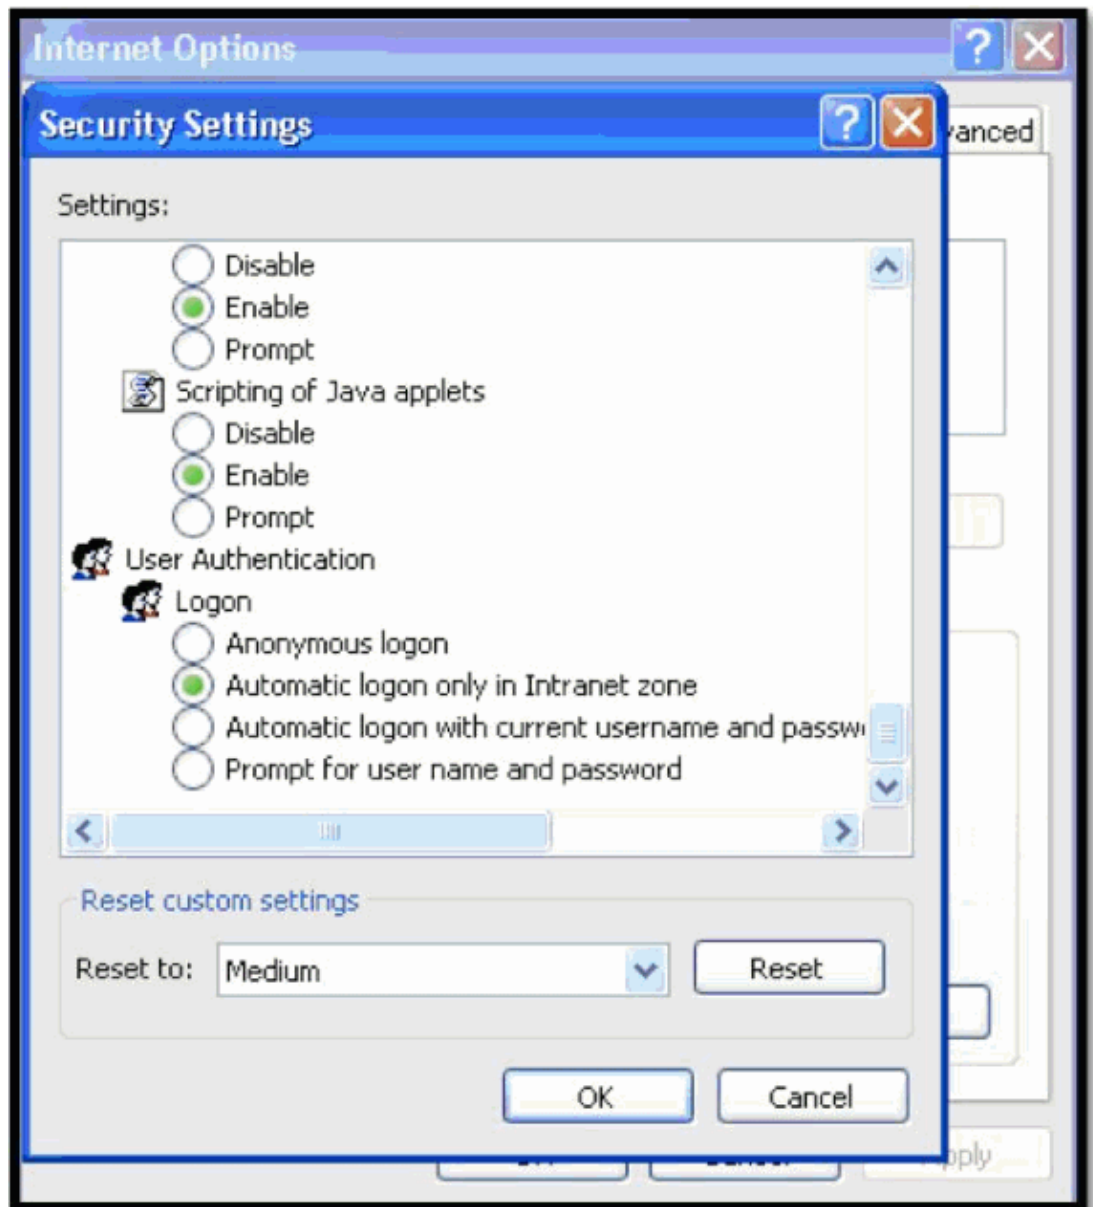 Internet Options
Security Settings
vanced
Settings:
Disable
Enable
Prompt
Scripting of Java applets
Disable
Enable
Prompt
User Authentication
Logon
Anonymous logon
Automatic logon only in Intranet zone
Automatic logon with current username and passw
Prompt for user name and password
Reset custom settings
Reset to:
Medium
Reset
OK
Cancel
pply